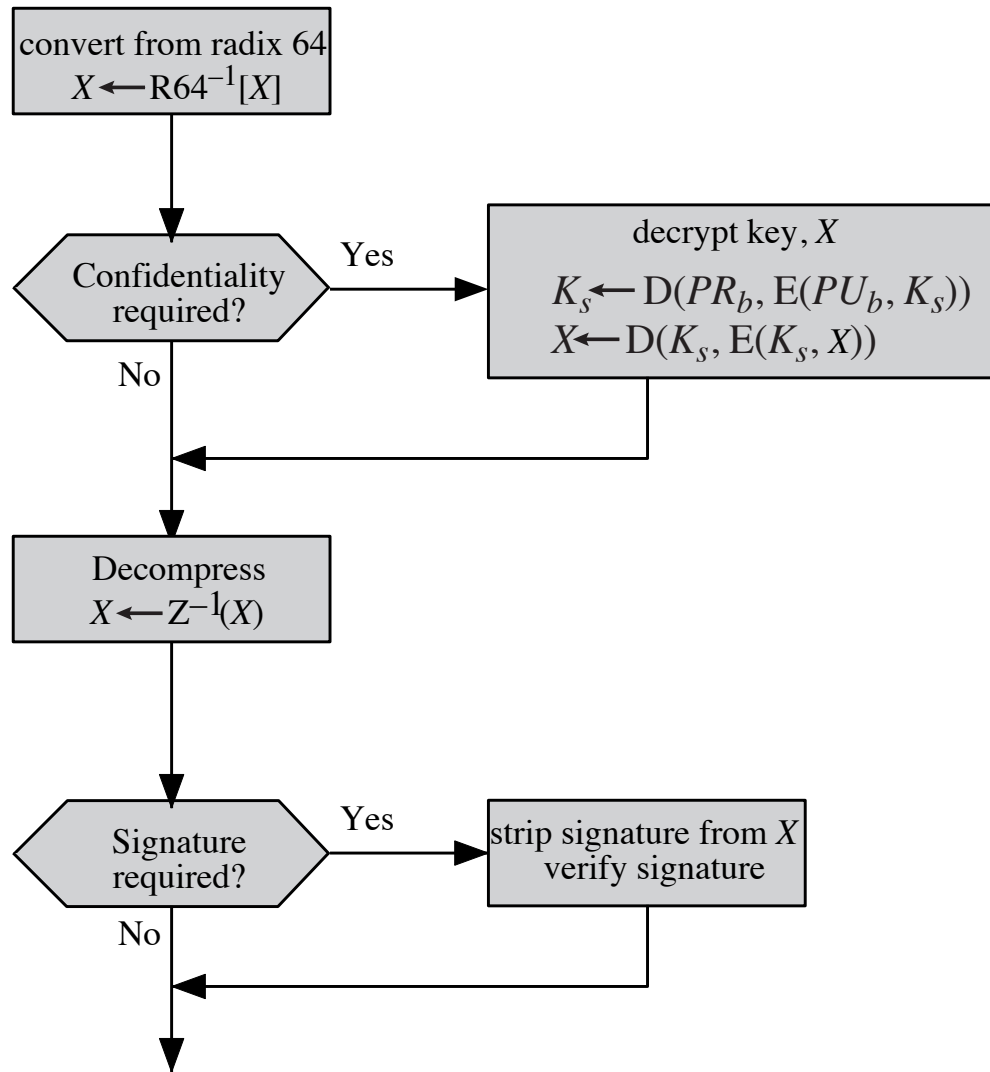 convert from radix 64
X ← R64⁻¹[X]
Confidentiality
required?
Yes
decrypt key, X
Kₛ ← D(PR_b, E(PU_b, Kₛ))
X ← D(Kₛ, E(Kₛ, X))
No
Decompress
X ← Z⁻¹(X)
Signature
required?
Yes
strip signature from X
verify signature
No